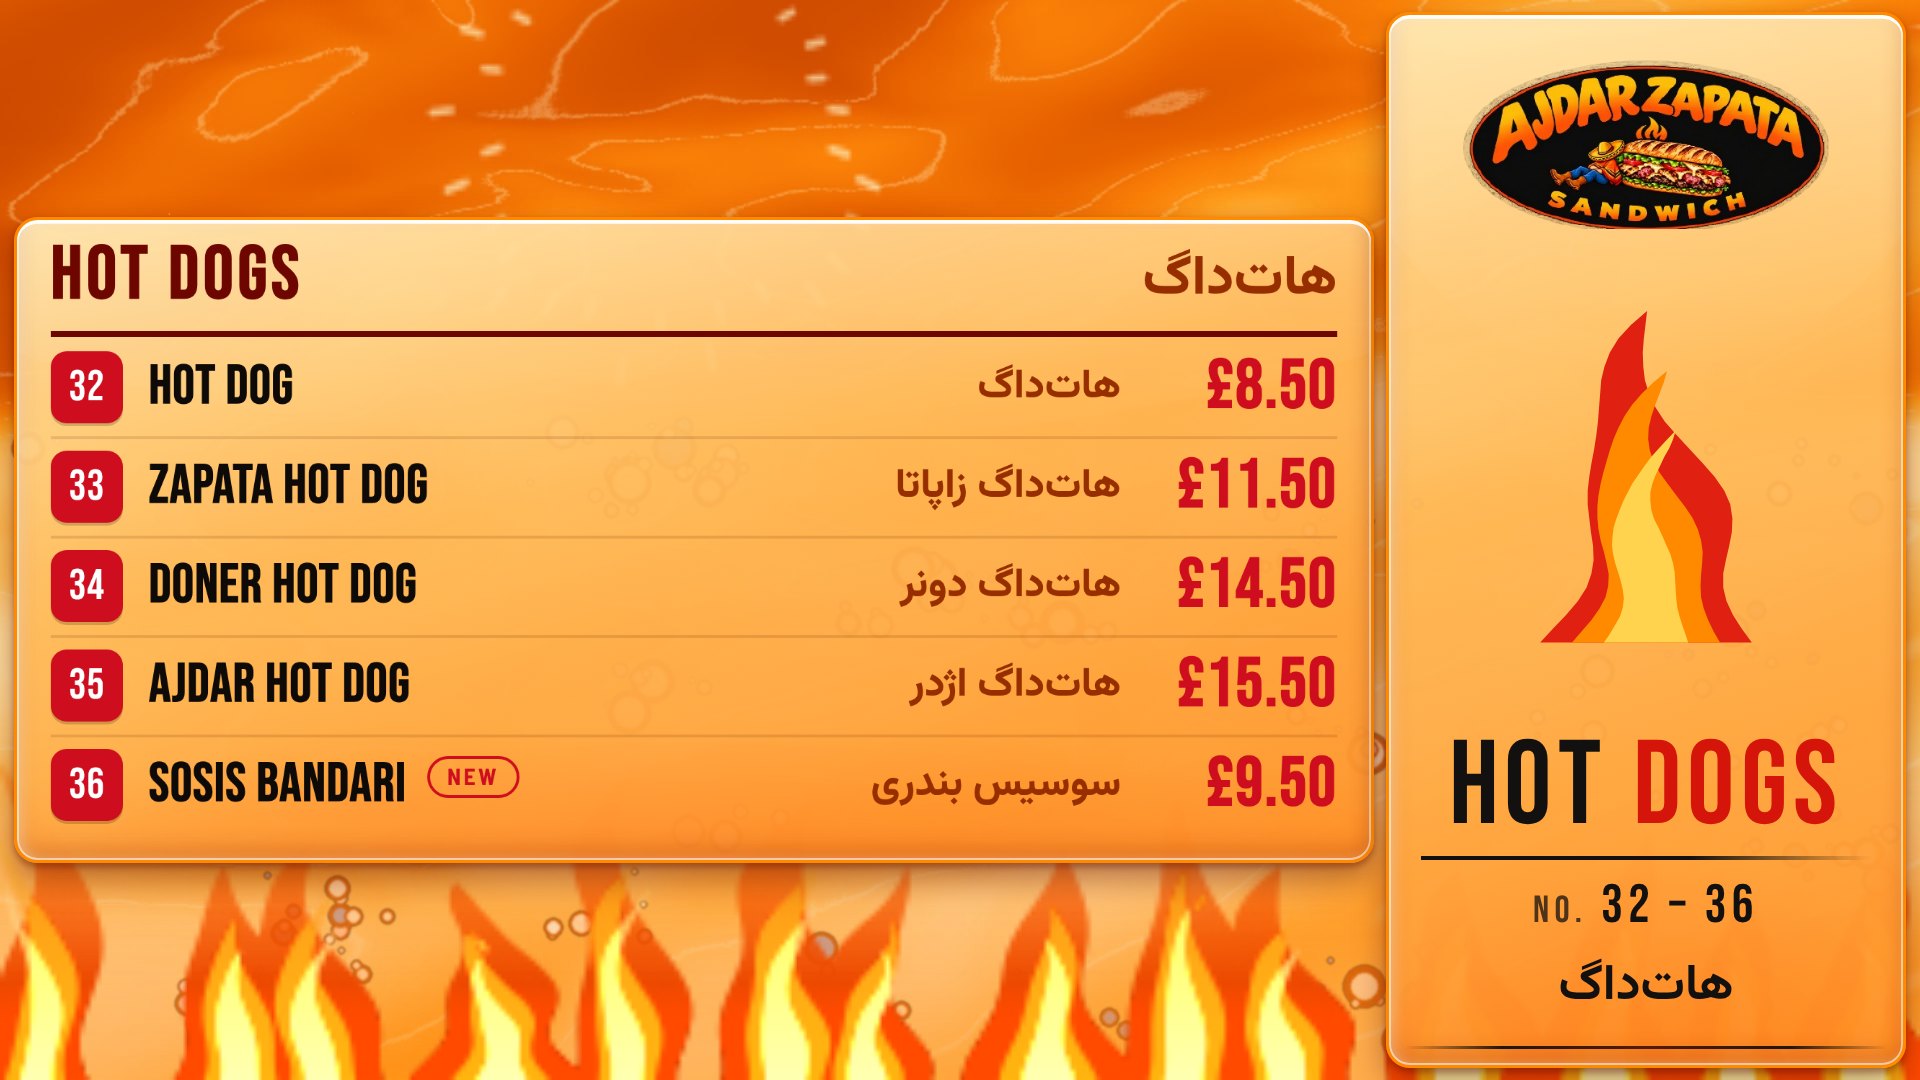 HOT DOGS هات‌داگ
32 HOT DOG هات‌داگ £8.50
33 ZAPATA HOT DOG هات‌داگ زاپاتا £11.50
34 DONER HOT DOG هات‌داگ دونر £14.50
35 AJDAR HOT DOG هات‌داگ اژدر £15.50
36 SOSIS BANDARI NEW سوسیس بندری £9.50
AJDAR ZAPATA
SANDWICH
HOT DOGS
NO. 32 – 36
هات‌داگ